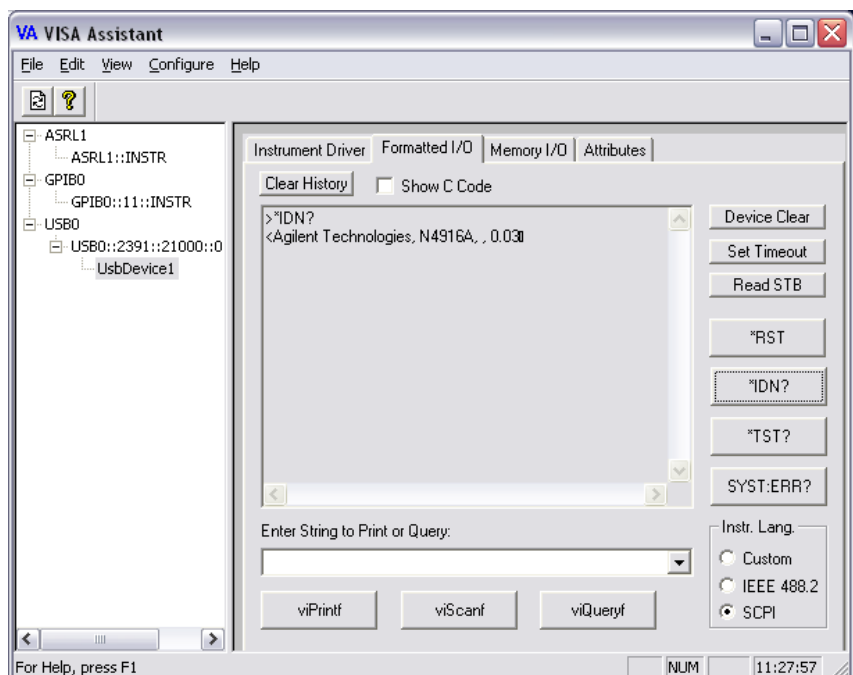 VA VISA Assistant
File Edit View Configure Help
ASRL1
ASRL1::INSTR
GPIB0
GPIB0::11::INSTR
USB0
USB0::2391::21000::0
UsbDevice1
Instrument Driver Formatted I/O Memory I/O Attributes
Clear History Show C Code
>*IDN?
<Agilent Technologies, N4916A, , 0.03
Device Clear
Set Timeout
Read STB
*RST
*IDN?
*TST?
SYST:ERR?
Enter String to Print or Query:
viPrintf viScanf viQueryf
Instr. Lang.
Custom
IEEE 488.2
SCPI
For Help, press F1 NUM 11:27:57